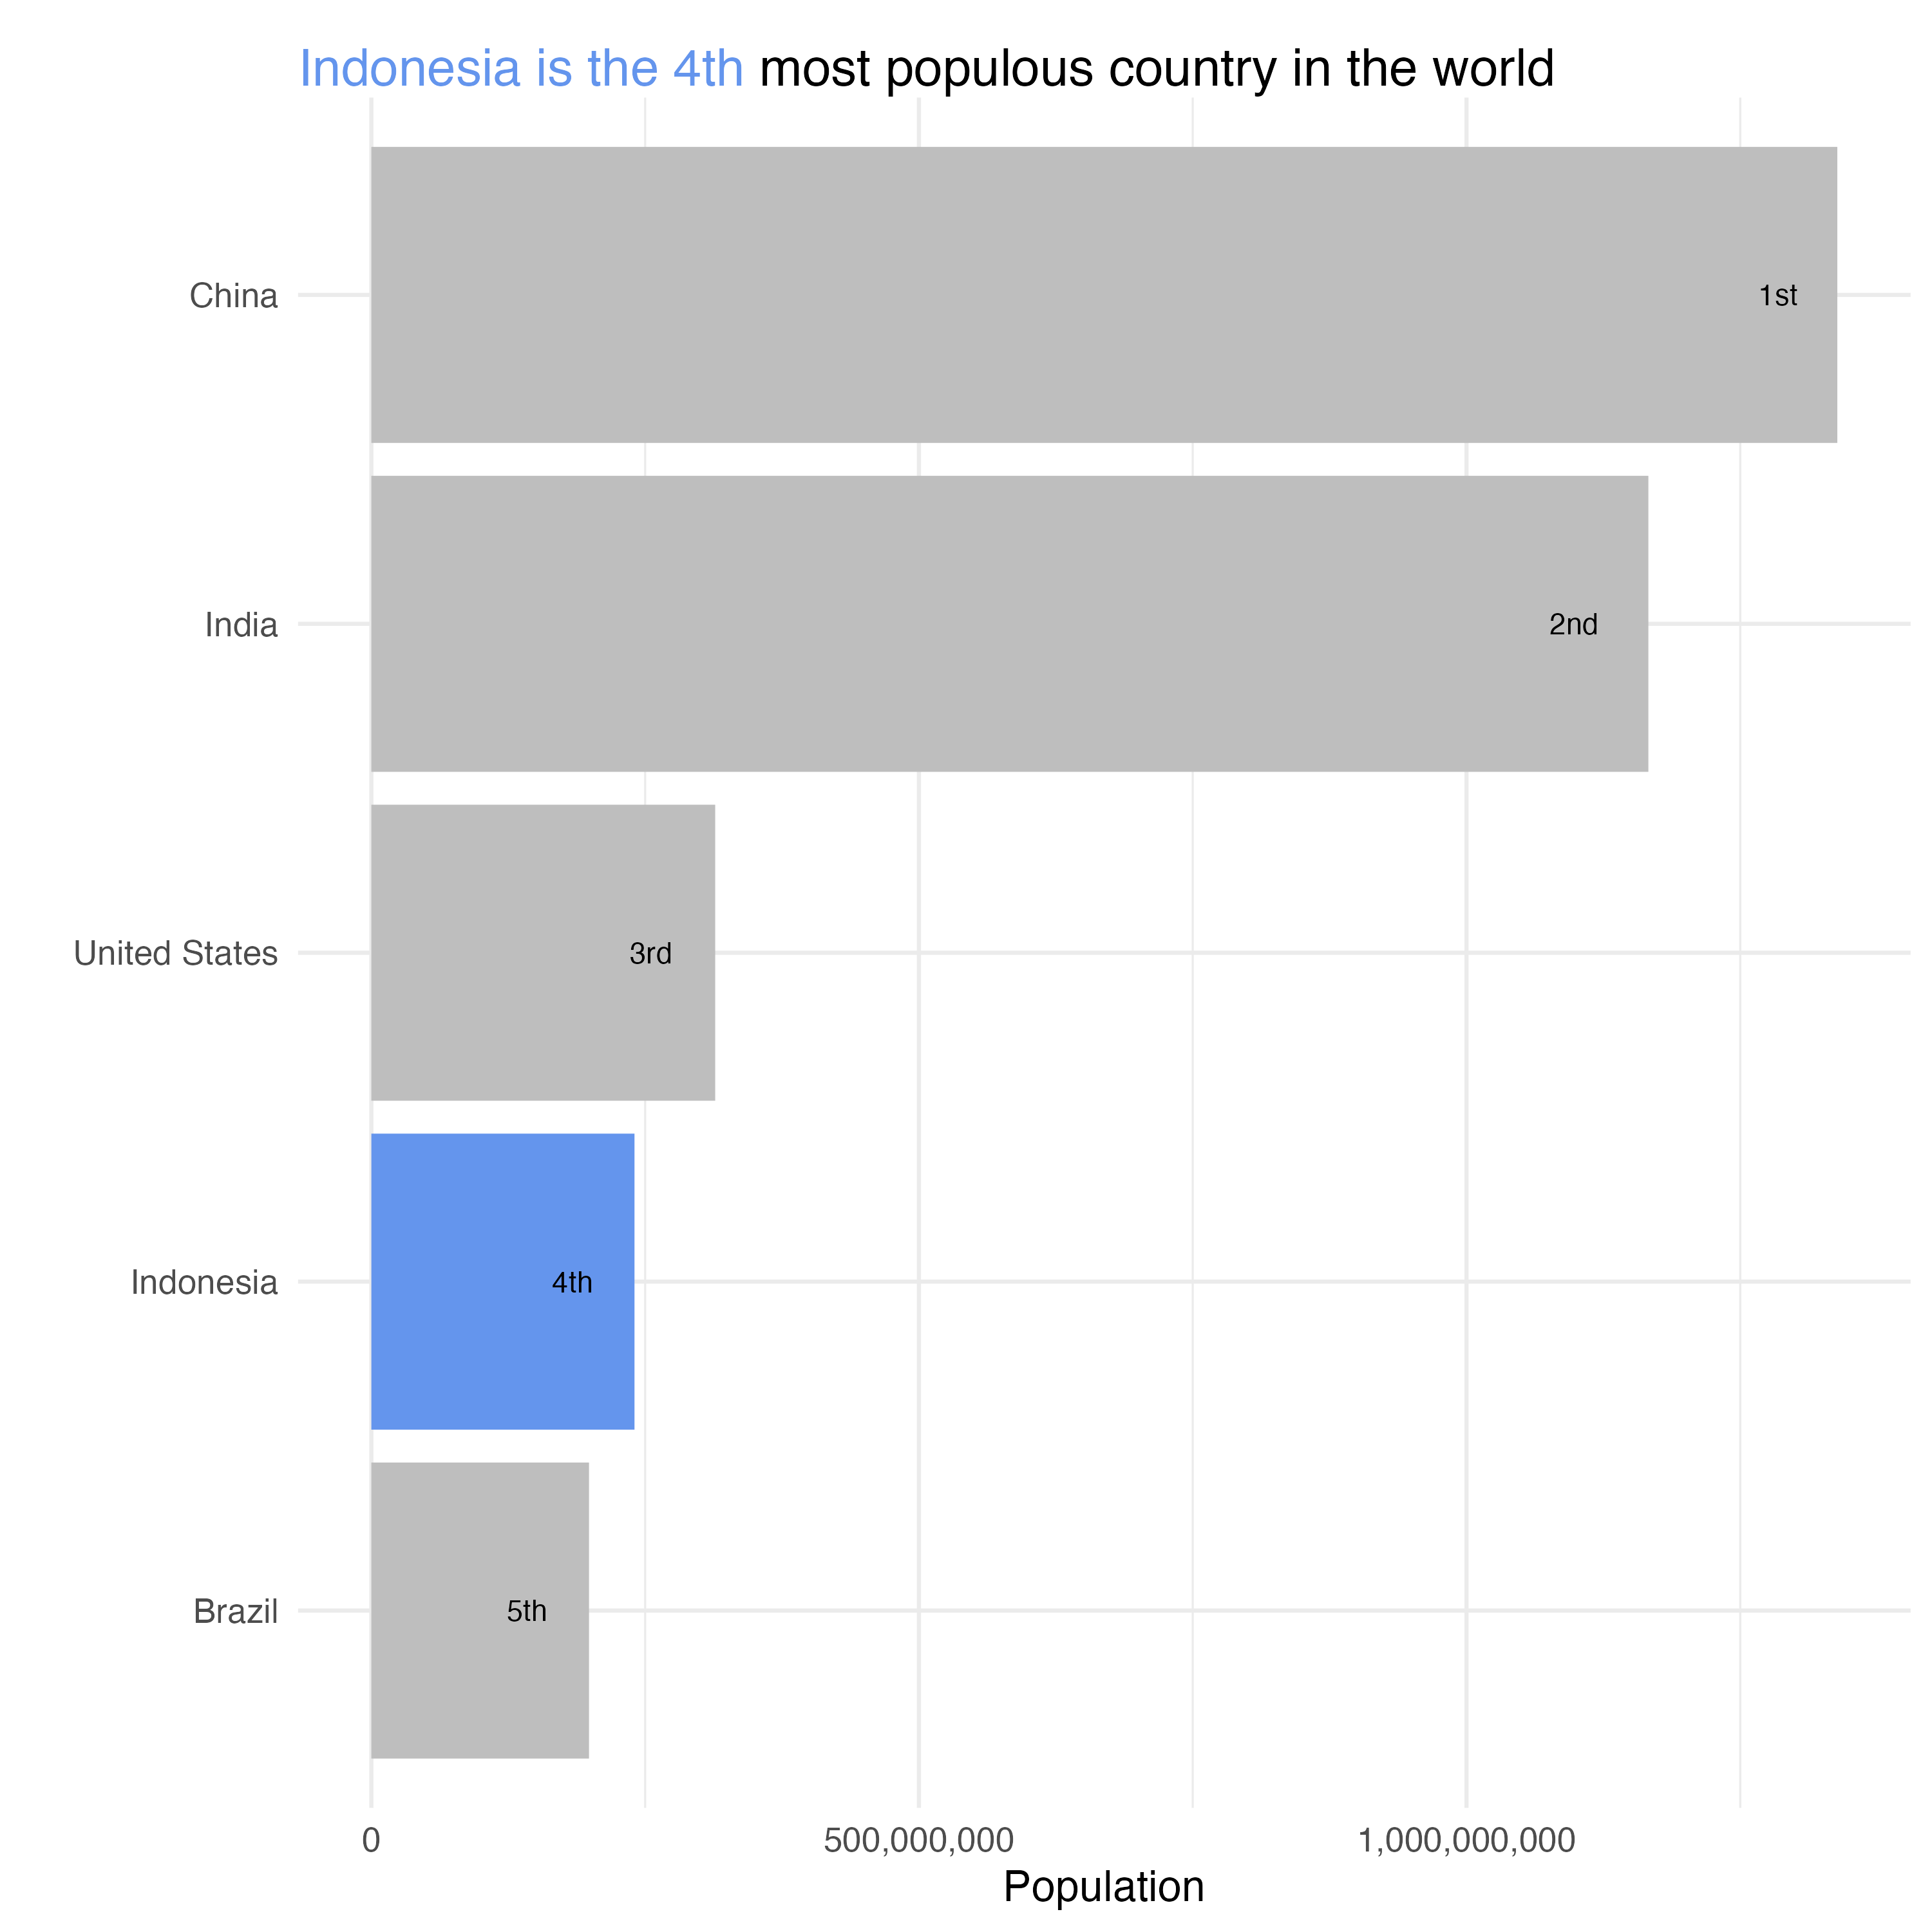 Indonesia is the 4th most populous country in the world
China
1st
India
2nd
United States
3rd
Indonesia
4th
Brazil
5th
0
500,000,000
1,000,000,000
Population